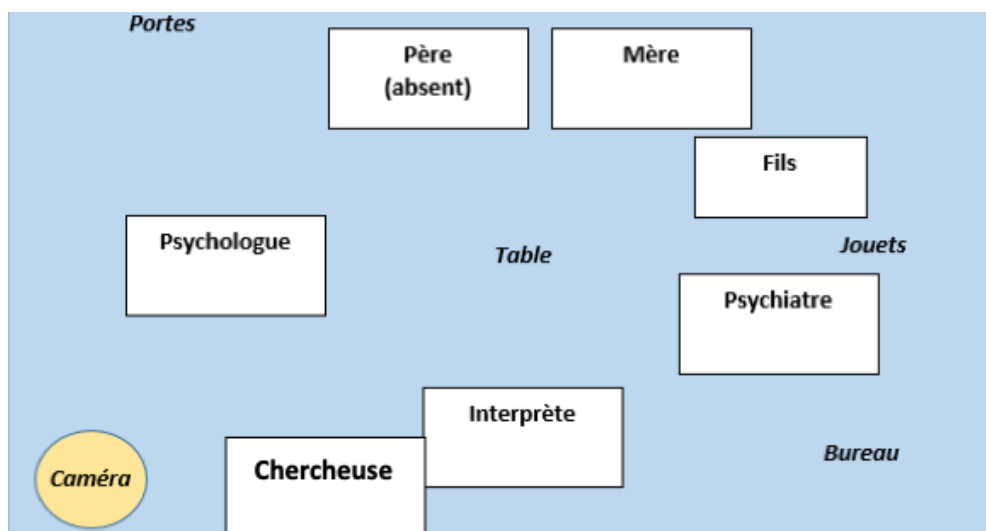 Portes
Père
(absent)
Mère
Fils
Psychologue
Table
Jouets
Psychiatre
Interprète
Bureau
Chercheuse
Caméra